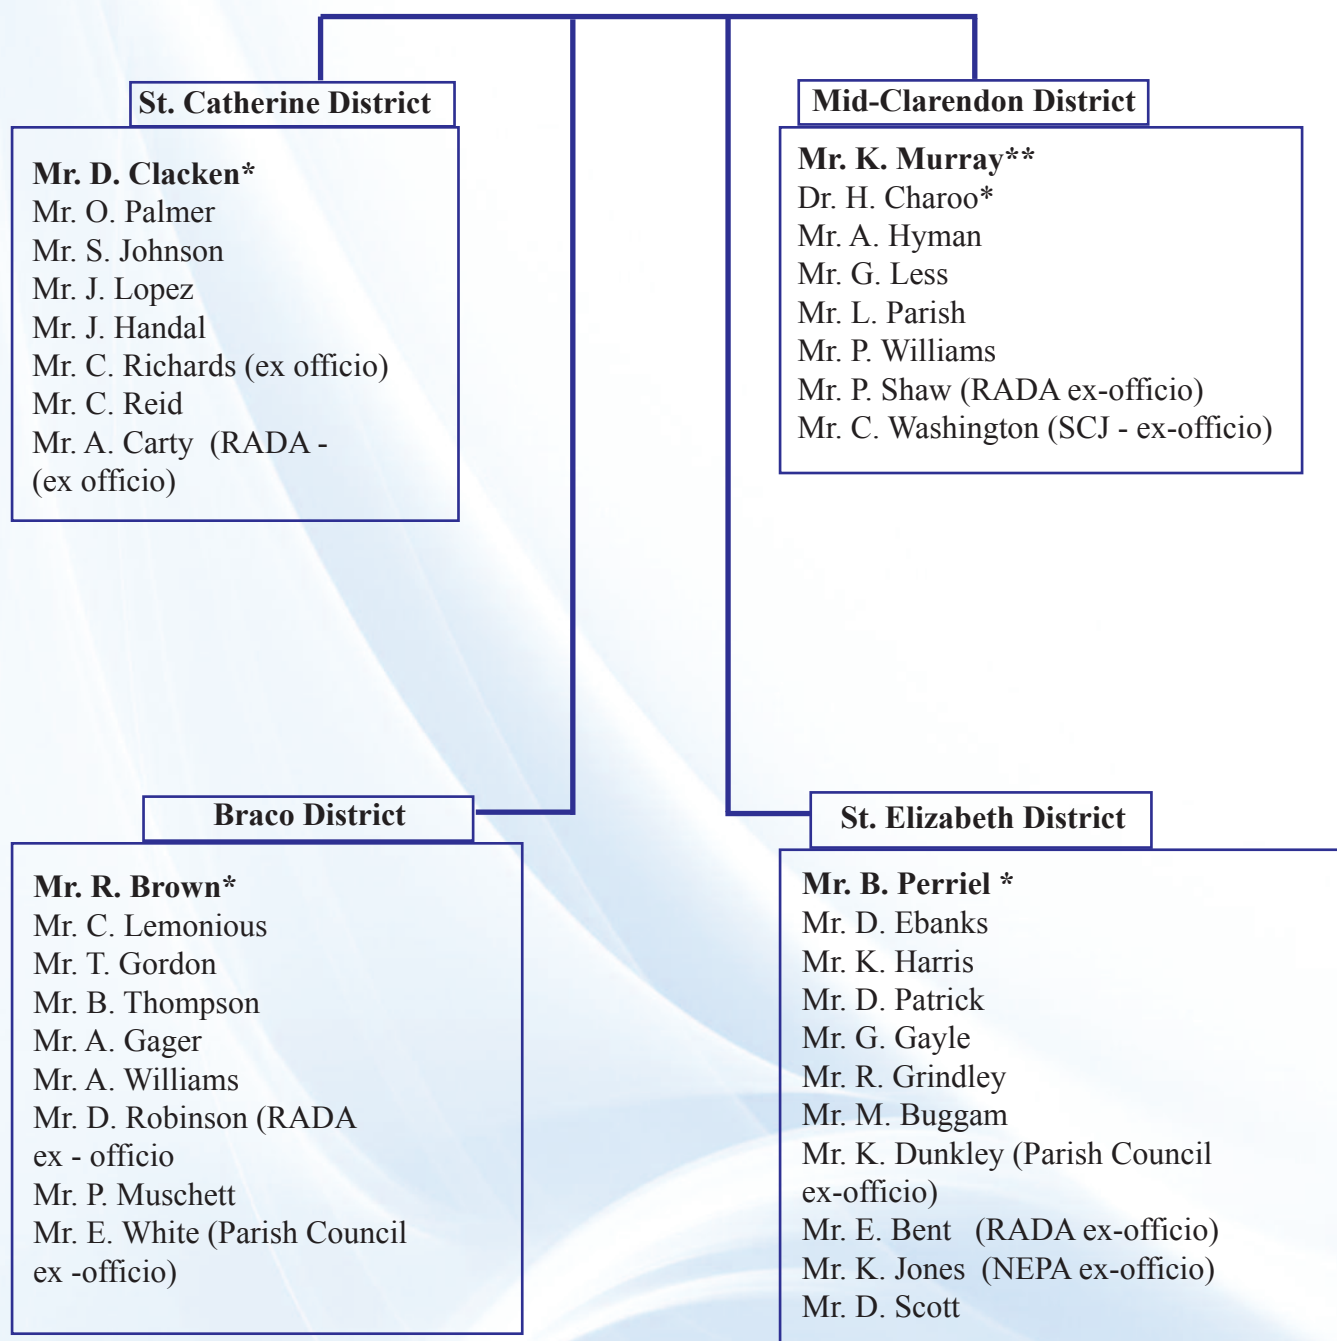 St. Catherine District
Mr. D. Clacken*
Mr. O. Palmer
Mr. S. Johnson
Mr. J. Lopez
Mr. J. Handal
Mr. C. Richards (ex officio)
Mr. C. Reid
Mr. A. Carty (RADA -
(ex officio)
Mid-Clarendon District
Mr. K. Murray**
Dr. H. Charoo*
Mr. A. Hyman
Mr. G. Less
Mr. L. Parish
Mr. P. Williams
Mr. P. Shaw (RADA ex-officio)
Mr. C. Washington (SCJ - ex-officio)
Braco District
Mr. R. Brown*
Mr. C. Lemonious
Mr. T. Gordon
Mr. B. Thompson
Mr. A. Gager
Mr. A. Williams
Mr. D. Robinson (RADA
ex - officio
Mr. P. Muschett
Mr. E. White (Parish Council
ex -officio)
St. Elizabeth District
Mr. B. Perriel *
Mr. D. Ebanks
Mr. K. Harris
Mr. D. Patrick
Mr. G. Gayle
Mr. R. Grindley
Mr. M. Buggam
Mr. K. Dunkley (Parish Council
ex-officio)
Mr. E. Bent (RADA ex-officio)
Mr. K. Jones (NEPA ex-officio)
Mr. D. Scott